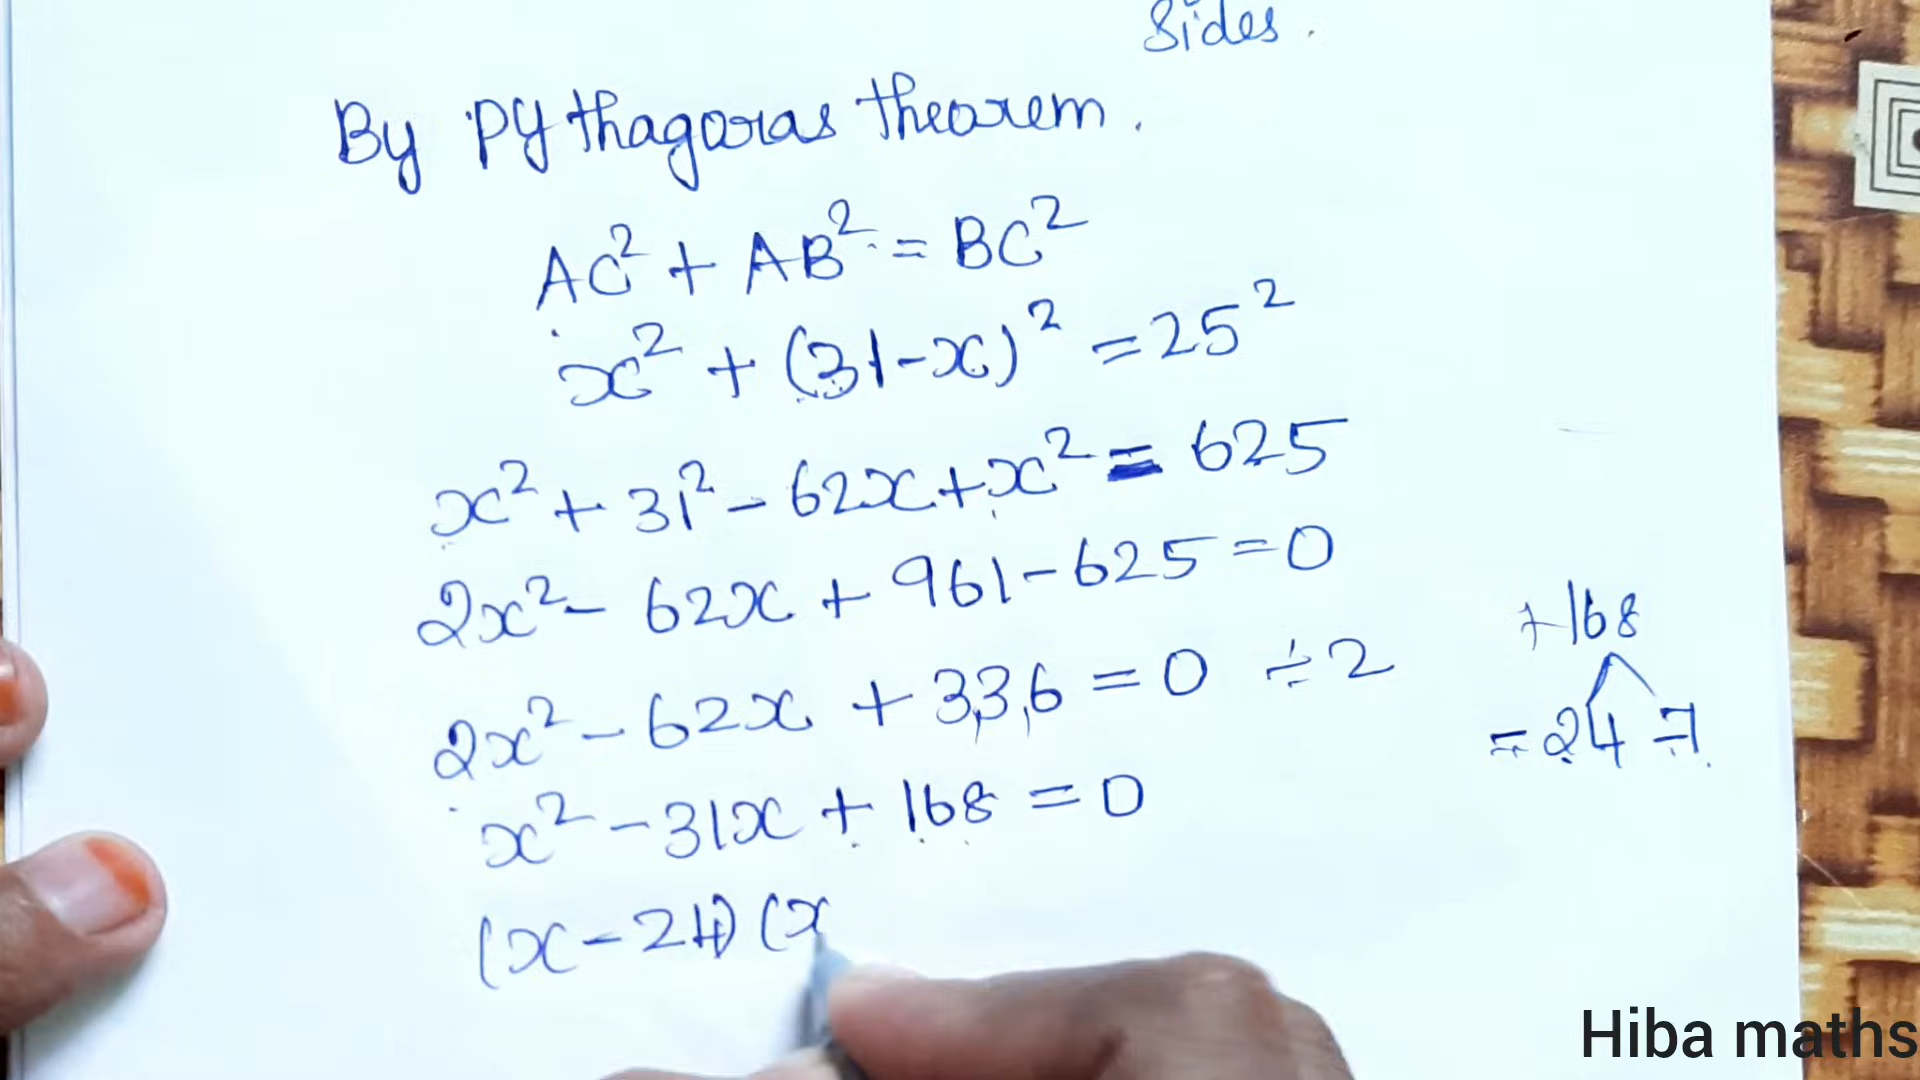 Sides.
By Pythagoras thearem.
AC² + AB² = BC²
x² + (31-x)² = 25²
x² + 31² - 62x + x² = 625
2x² - 62x + 961 - 625 = 0
2x² - 62x + 336 = 0 ÷2
x² - 31x + 168 = 0
(x - 24) (x
+168
-24 -7
Hiba maths